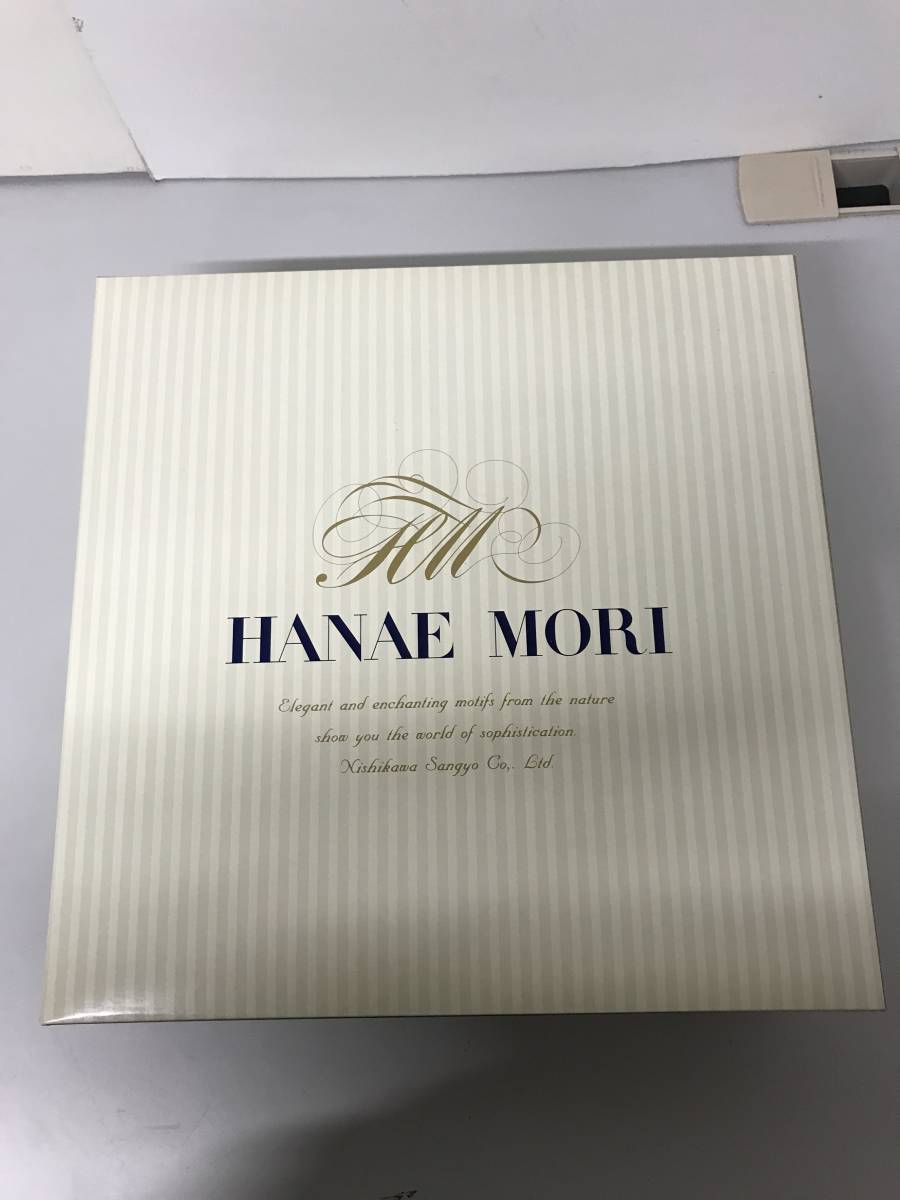 HM
HANAE MORI
Elegant and enchanting motifs from the nature
show you the world of sophistication.
Nishikawa Sangyo Co,. Ltd.